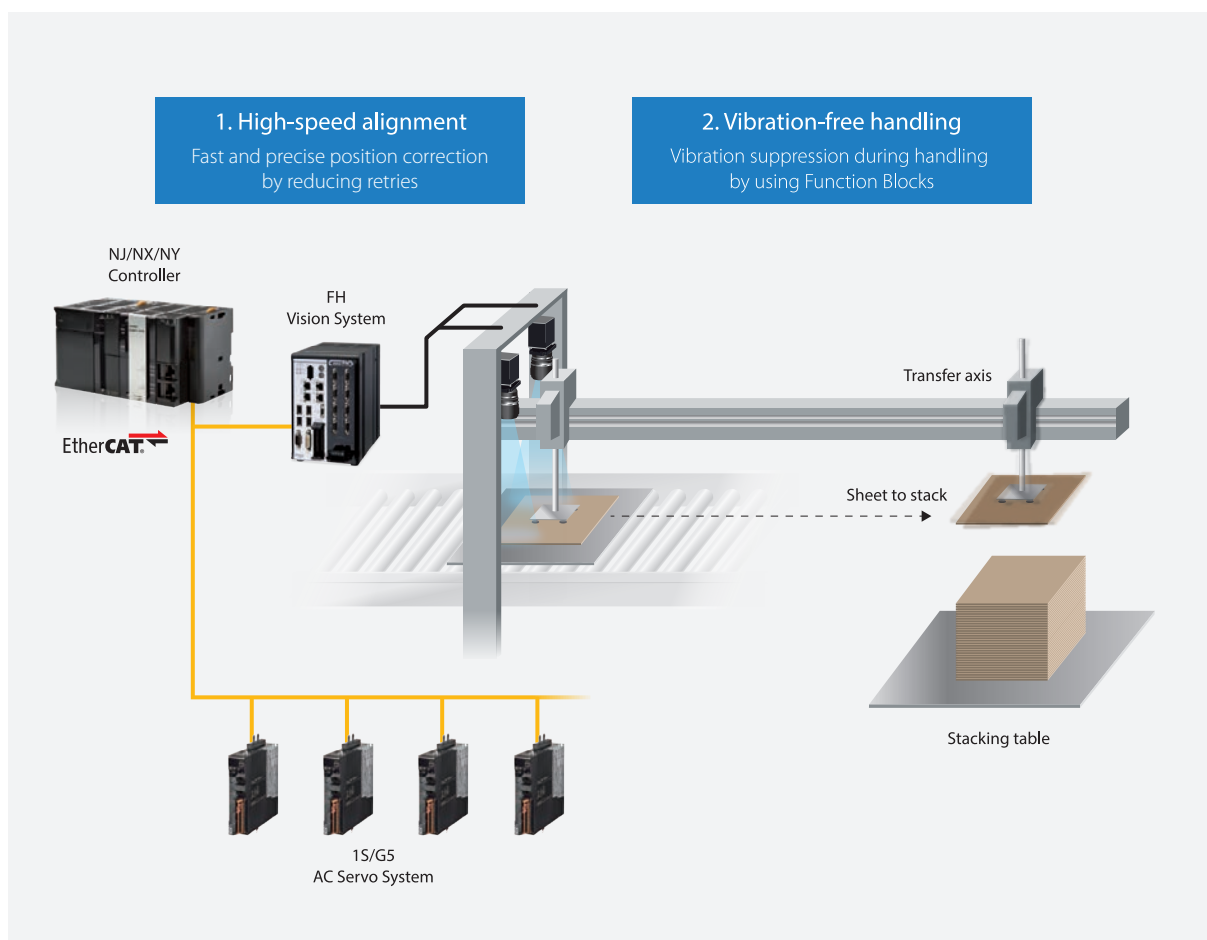 1. High-speed alignment
Fast and precise position correction
by reducing retries
2. Vibration-free handling
Vibration suppression during handling
by using Function Blocks
NJ/NX/NY
Controller
FH
Vision System
Transfer axis
EtherCAT®
Sheet to stack
Stacking table
1S/G5
AC Servo System